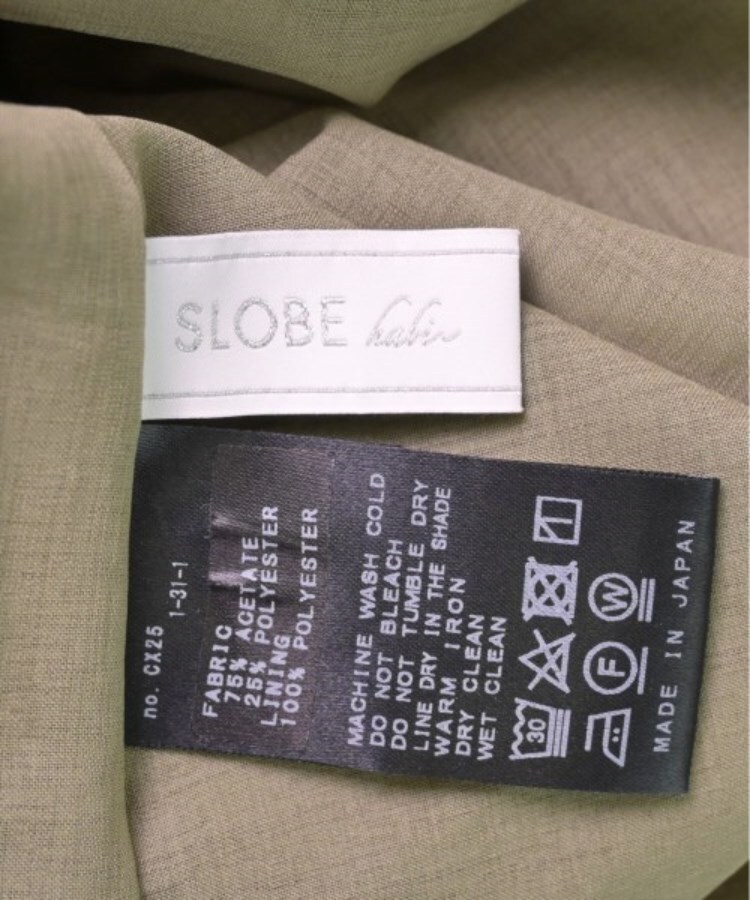 SLOBE habin
no. CX25
1-31-1
FABRIC
75% ACETATE
25% POLYESTER
LINING
100% POLYESTER
MACHINE WASH COLD
DO NOT BLEACH
DO NOT TUMBLE DRY
LINE DRY IN THE SHADE
WARM IRON
DRY CLEAN
WET CLEAN
30
F W
MADE IN JAPAN